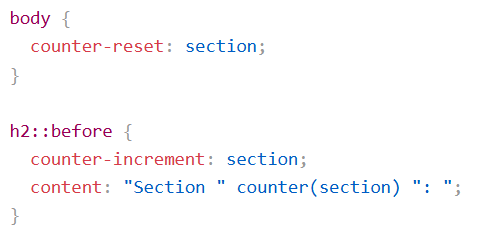 body {
  counter-reset: section;
}

h2::before {
  counter-increment: section;
  content: "Section " counter(section) ": ";
}